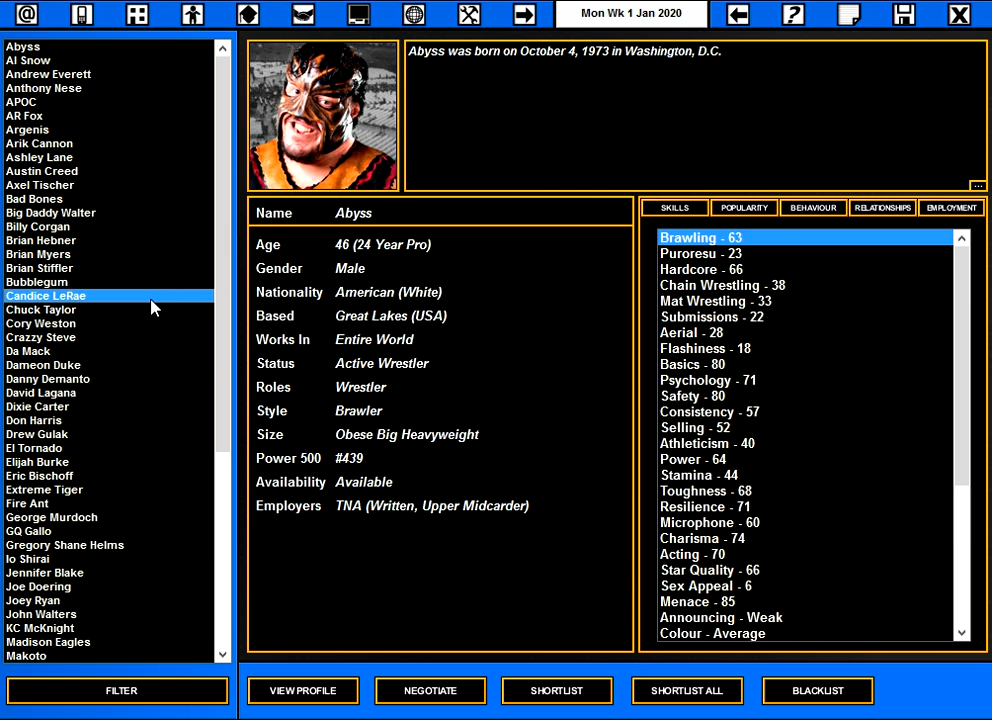 Mon Wk 1 Jan 2020
Abyss
Al Snow
Andrew Everett
Anthony Nese
APOC
AR Fox
Argenis
Arik Cannon
Ashley Lane
Austin Creed
Axel Tischer
Bad Bones
Big Daddy Walter
Billy Corgan
Brian Hebner
Brian Myers
Brian Stiffler
Bubblegum
Candice LeRae
Chuck Taylor
Cory Weston
Crazzy Steve
Da Mack
Dameon Duke
Danny Demanto
David Lagana
Dixie Carter
Don Harris
Drew Gulak
El Tornado
Elijah Burke
Eric Bischoff
Extreme Tiger
Fire Ant
George Murdoch
GQ Gallo
Gregory Shane Helms
Io Shirai
Jennifer Blake
Joe Doering
Joey Ryan
John Walters
KC McKnight
Madison Eagles
Makoto
FILTER
Abyss was born on October 4, 1973 in Washington, D.C.
...
Name Abyss
Age 46 (24 Year Pro)
Gender Male
Nationality American (White)
Based Great Lakes (USA)
Works In Entire World
Status Active Wrestler
Roles Wrestler
Style Brawler
Size Obese Big Heavyweight
Power 500 #439
Availability Available
Employers TNA (Written, Upper Midcarder)
SKILLS POPULARITY BEHAVIOUR RELATIONSHIPS EMPLOYMENT
Brawling - 63
Puroresu - 23
Hardcore - 66
Chain Wrestling - 38
Mat Wrestling - 33
Submissions - 22
Aerial - 28
Flashiness - 18
Basics - 80
Psychology - 71
Safety - 80
Consistency - 57
Selling - 52
Athleticism - 40
Power - 64
Stamina - 44
Toughness - 68
Resilience - 71
Microphone - 60
Charisma - 74
Acting - 70
Star Quality - 66
Sex Appeal - 6
Menace - 85
Announcing - Weak
Colour - Average
VIEW PROFILE NEGOTIATE SHORTLIST SHORTLIST ALL BLACKLIST